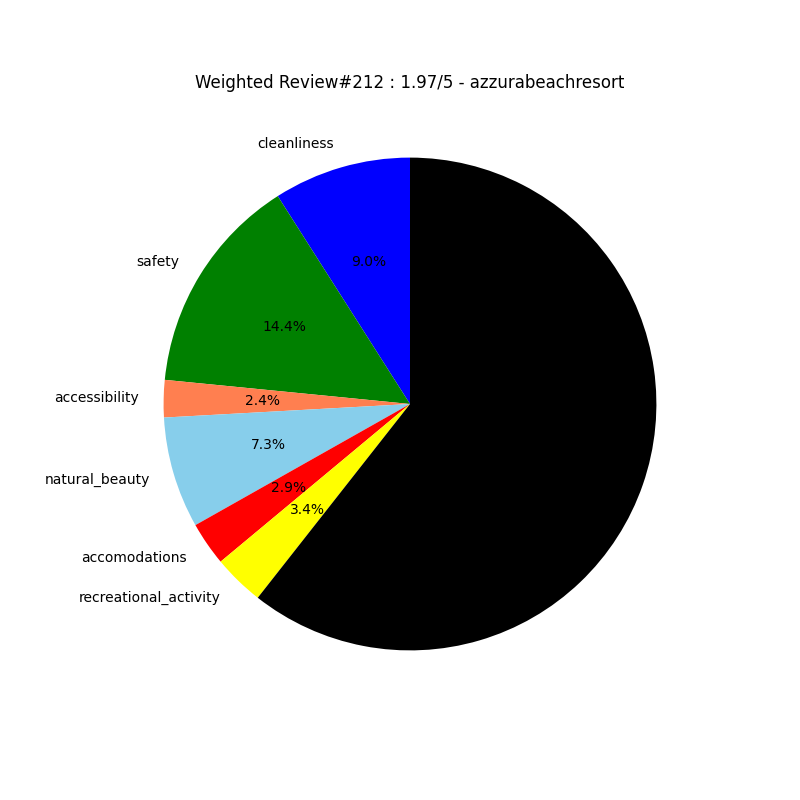 Weighted Review#212 : 1.97/5 - azzurabeachresort
cleanliness
9.0%
safety
14.4%
accessibility
2.4%
natural_beauty
7.3%
accomodations
2.9%
recreational_activity
3.4%